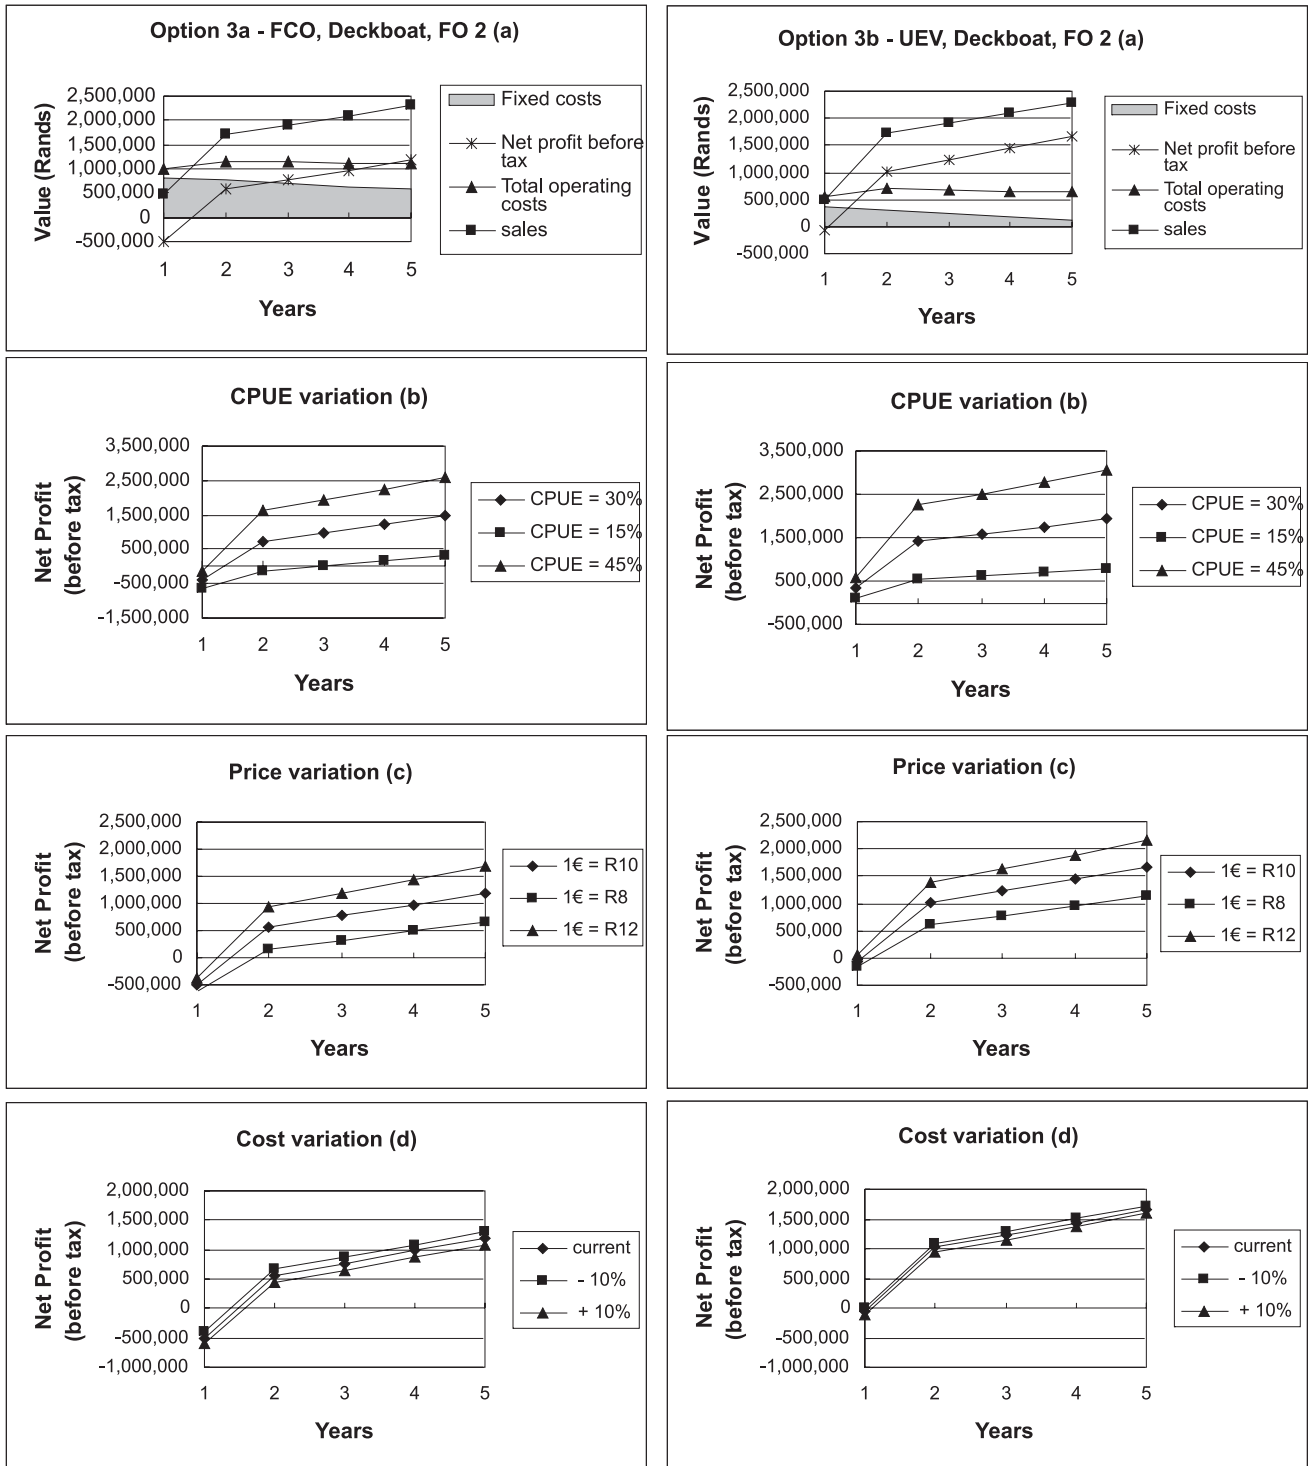 Option 3a - FCO, Deckboat, FO 2 (a)
Value (Rands)
2,500,000
2,000,000
1,500,000
1,000,000
500,000
0
-500,000
1 2 3 4 5
Years
Fixed costs
Net profit before
tax
Total operating
costs
sales
Option 3b - UEV, Deckboat, FO 2 (a)
Value (Rands)
2,500,000
2,000,000
1,500,000
1,000,000
500,000
0
-500,000
1 2 3 4 5
Years
Fixed costs
Net profit before
tax
Total operating
costs
sales
CPUE variation (b)
Net Profit
(before tax)
3,500,000
2,500,000
1,500,000
500,000
-500,000
-1,500,000
1 2 3 4 5
Years
CPUE = 30%
CPUE = 15%
CPUE = 45%
CPUE variation (b)
Net Profit
(before tax)
3,500,000
2,500,000
1,500,000
500,000
-500,000
1 2 3 4 5
Years
CPUE = 30%
CPUE = 15%
CPUE = 45%
Price variation (c)
Net Profit
(before tax)
2,500,000
2,000,000
1,500,000
1,000,000
500,000
0
-500,000
1 2 3 4 5
Years
1€ = R10
1€ = R8
1€ = R12
Price variation (c)
Net Profit
(before tax)
2,500,000
2,000,000
1,500,000
1,000,000
500,000
0
-500,000
1 2 3 4 5
Years
1€ = R10
1€ = R8
1€ = R12
Cost variation (d)
Net Profit
(before tax)
2,000,000
1,500,000
1,000,000
500,000
0
-500,000
-1,000,000
1 2 3 4 5
Years
current
- 10%
+ 10%
Cost variation (d)
Net Profit
(before tax)
2,000,000
1,500,000
1,000,000
500,000
0
-500,000
-1,000,000
1 2 3 4 5
Years
current
- 10%
+ 10%